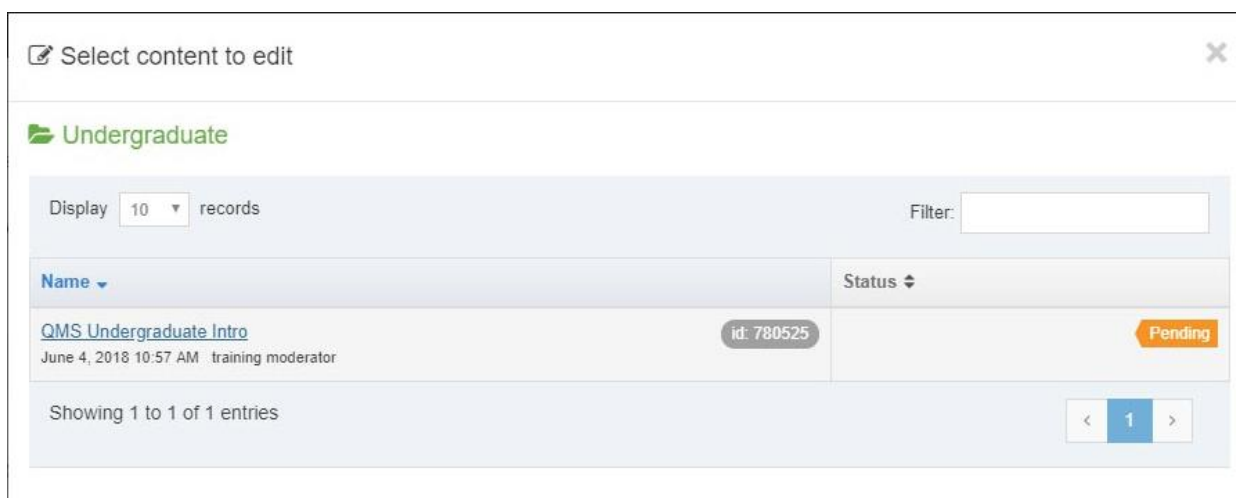 Select content to edit
Undergraduate
Display 10 records Filter:
Name Status
QMS Undergraduate Intro id: 780525 Pending
June 4, 2018 10:57 AM training moderator
Showing 1 to 1 of 1 entries < 1 >